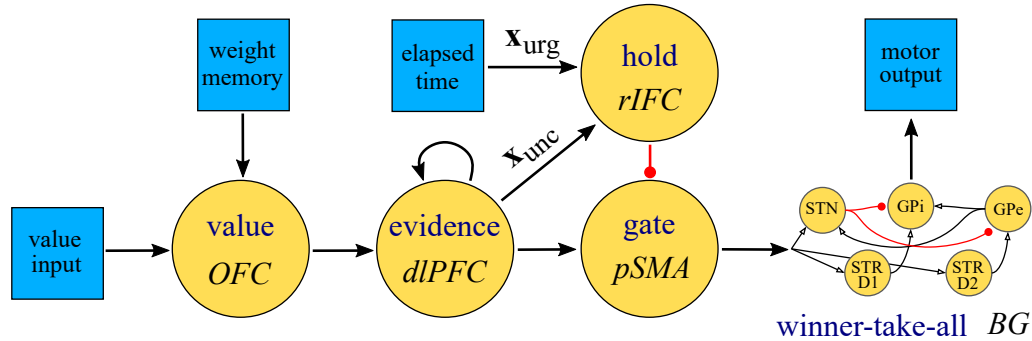 weight
memory
elapsed
time
x_urg
hold
rIFC
motor
output
x_unc
value
input
value
OFC
evidence
dlPFC
gate
pSMA
STN
GPi
GPe
STR
D1
STR
D2
winner-take-all BG